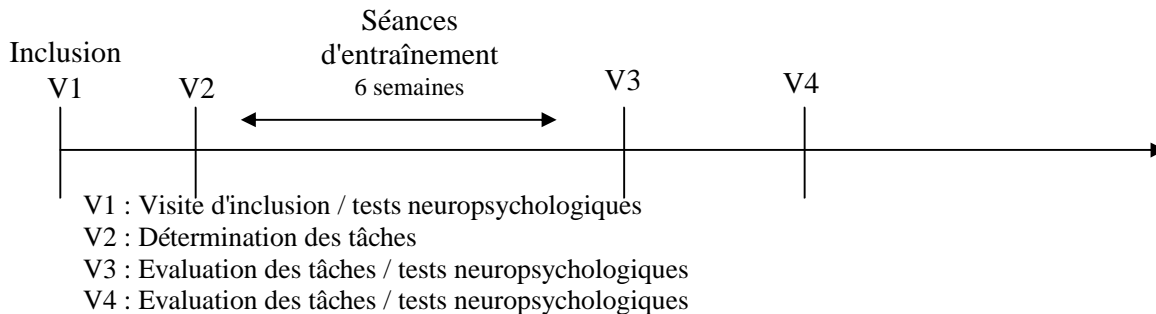 Séances
d'entraînement
6 semaines
Inclusion
V1
V2
V3
V4
V1 : Visite d'inclusion / tests neuropsychologiques
V2 : Détermination des tâches
V3 : Evaluation des tâches / tests neuropsychologiques
V4 : Evaluation des tâches / tests neuropsychologiques